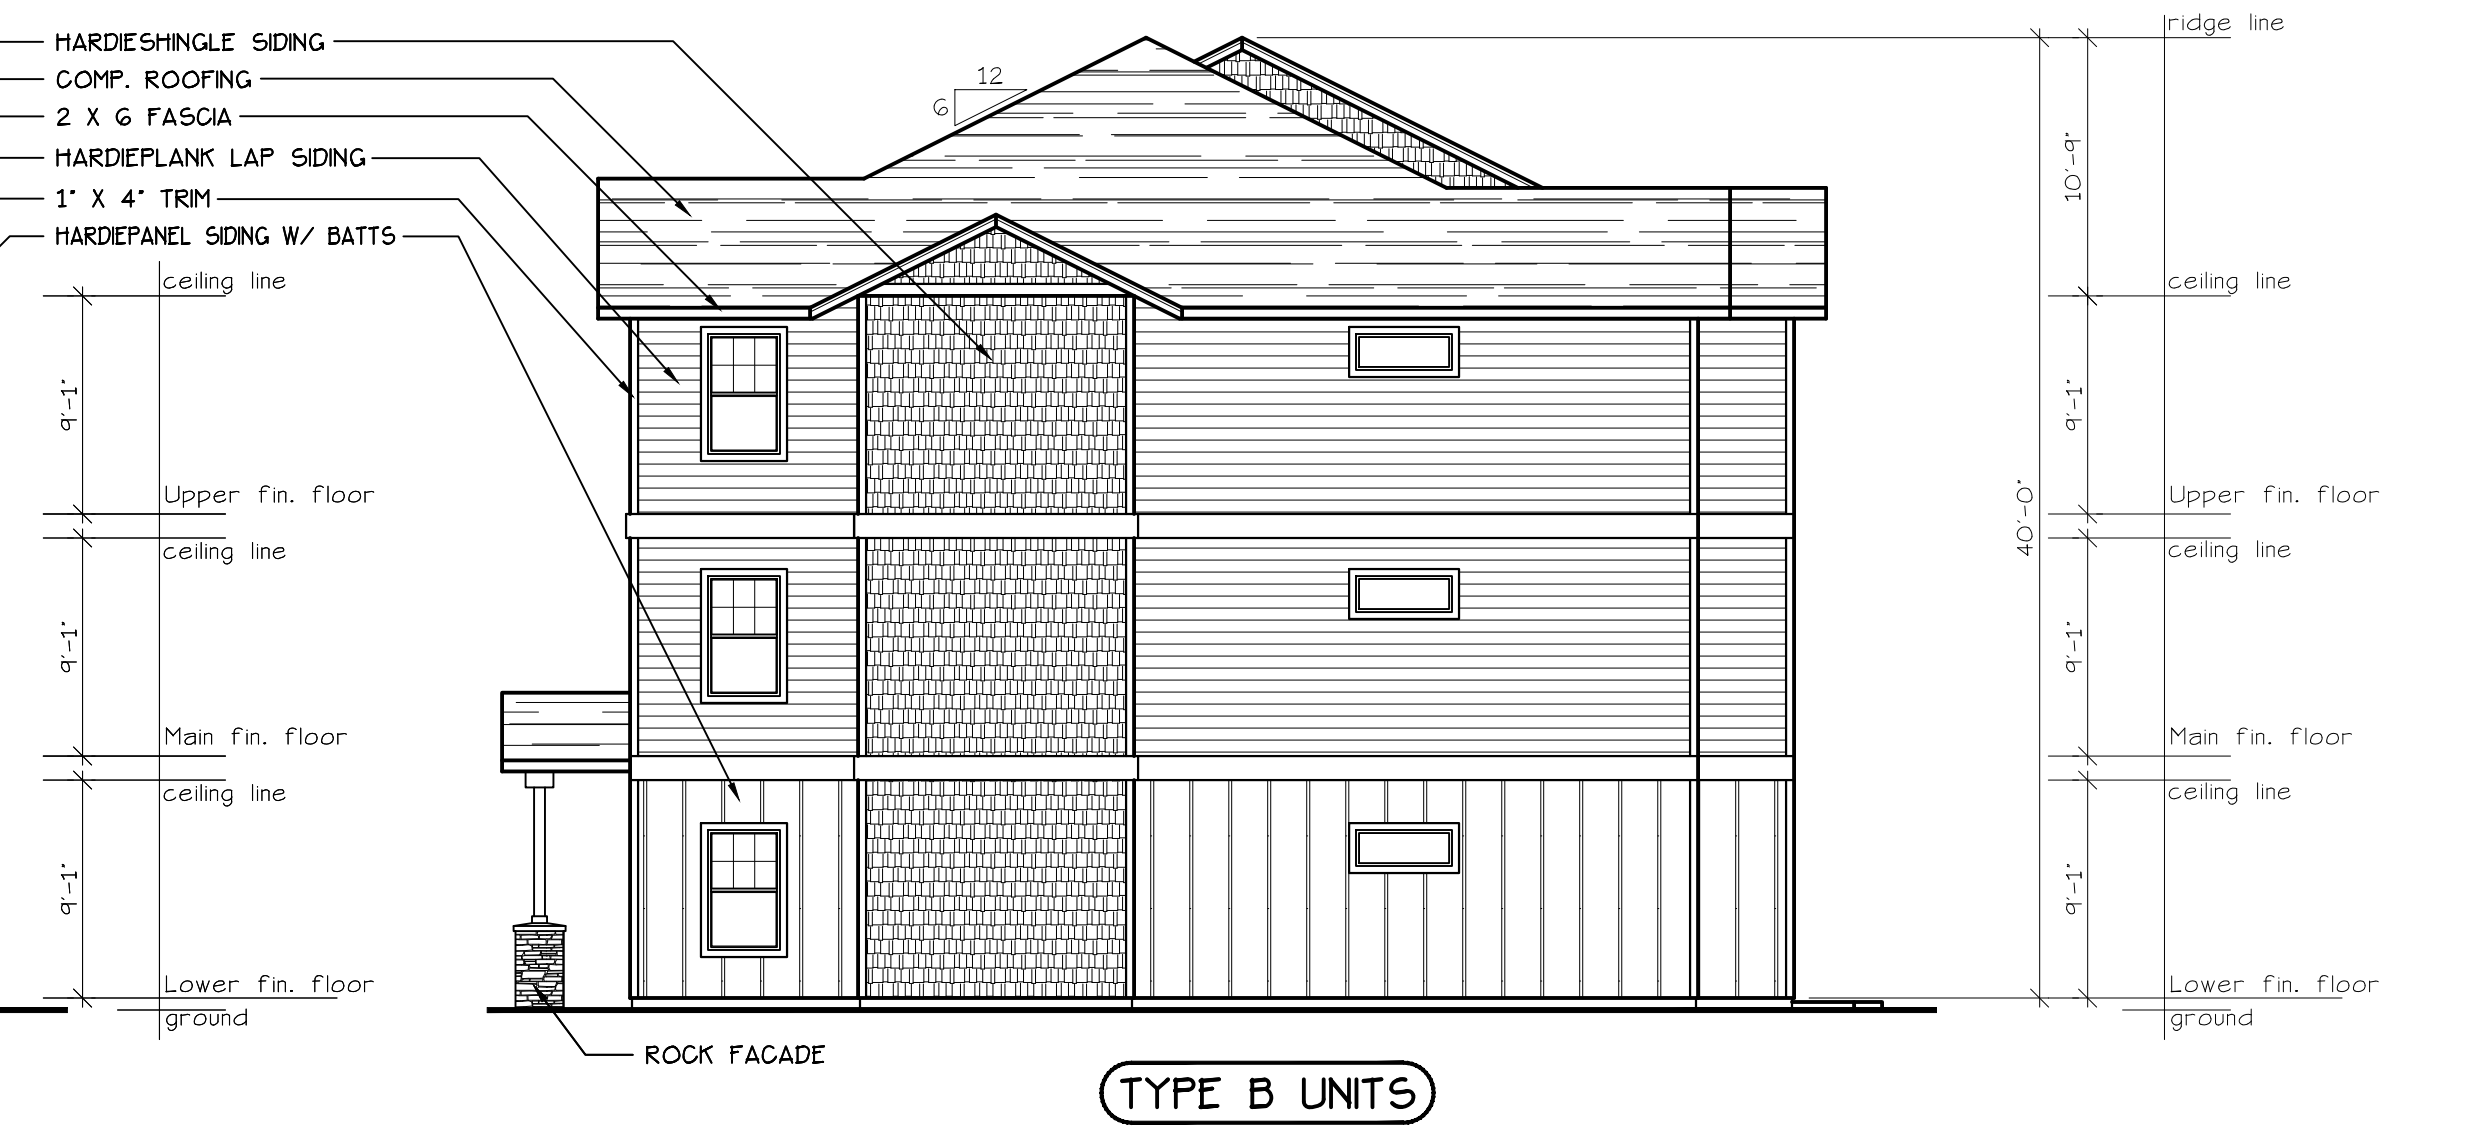 HARDIESHINGLE SIDING
COMP. ROOFING
2 X 6 FASCIA
HARDIEPLANK LAP SIDING
1" X 4" TRIM
HARDIEPANEL SIDING W/ BATTS
ceiling line
9'-1"
Upper fin. floor
ceiling line
9'-1"
Main fin. floor
ceiling line
9'-1"
Lower fin. floor
ground
12
6
ROCK FACADE
TYPE B UNITS
ridge line
10'-9"
ceiling line
9'-1"
40'-0"
Upper fin. floor
ceiling line
9'-1"
Main fin. floor
ceiling line
9'-1"
Lower fin. floor
ground